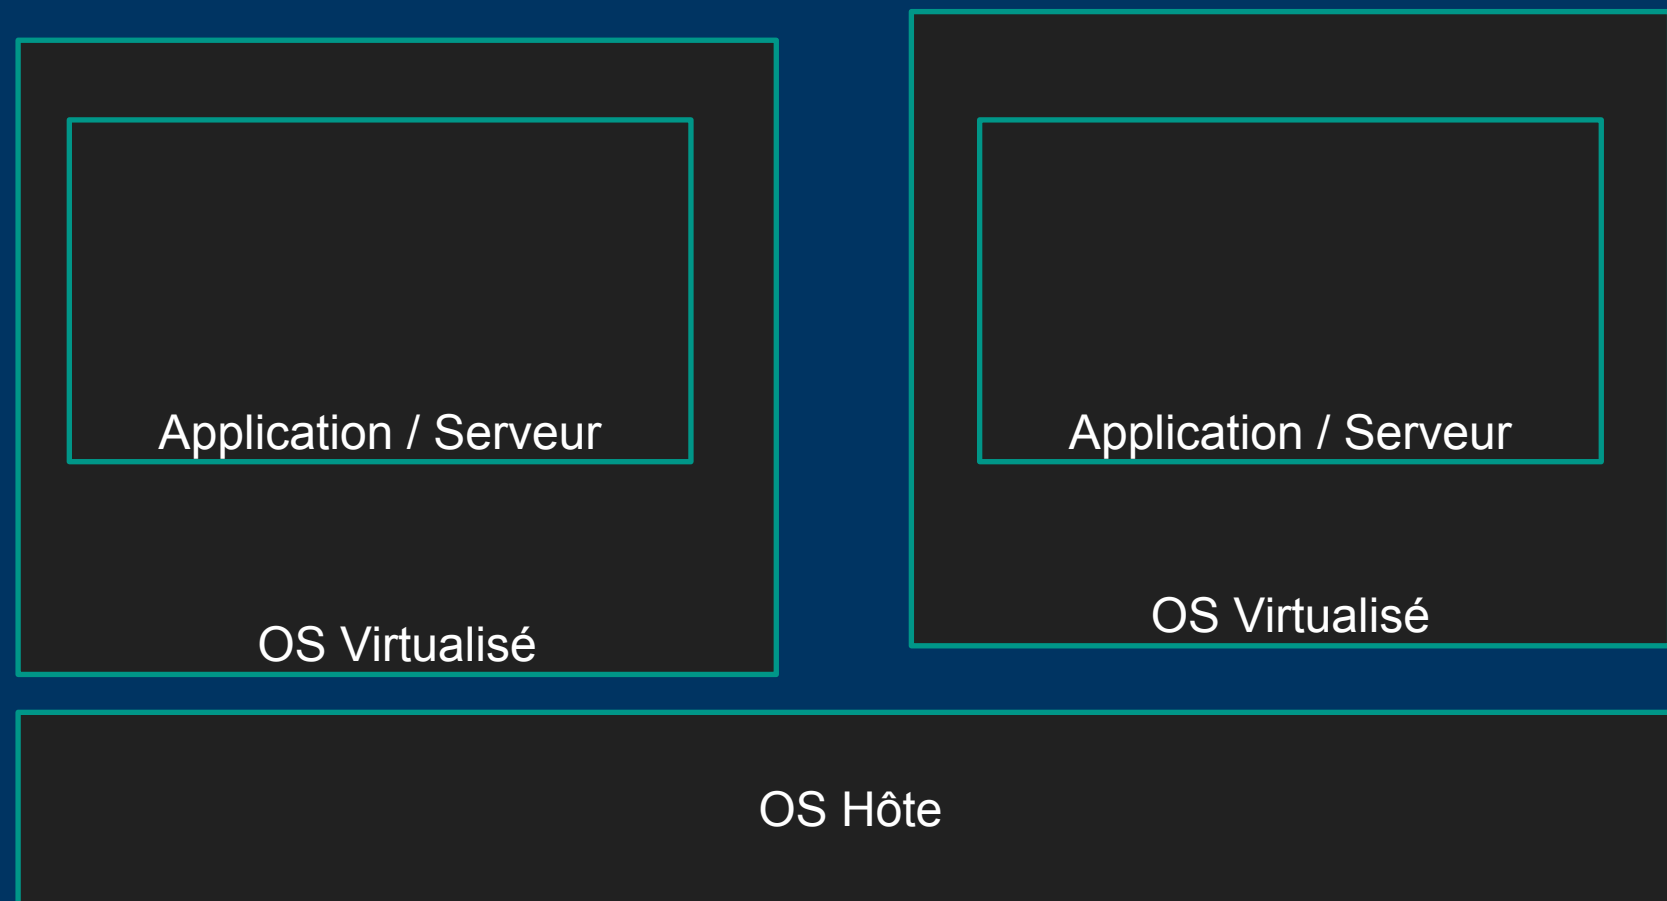 Application / Serveur
OS Virtualisé
Application / Serveur
OS Virtualisé
OS Hôte